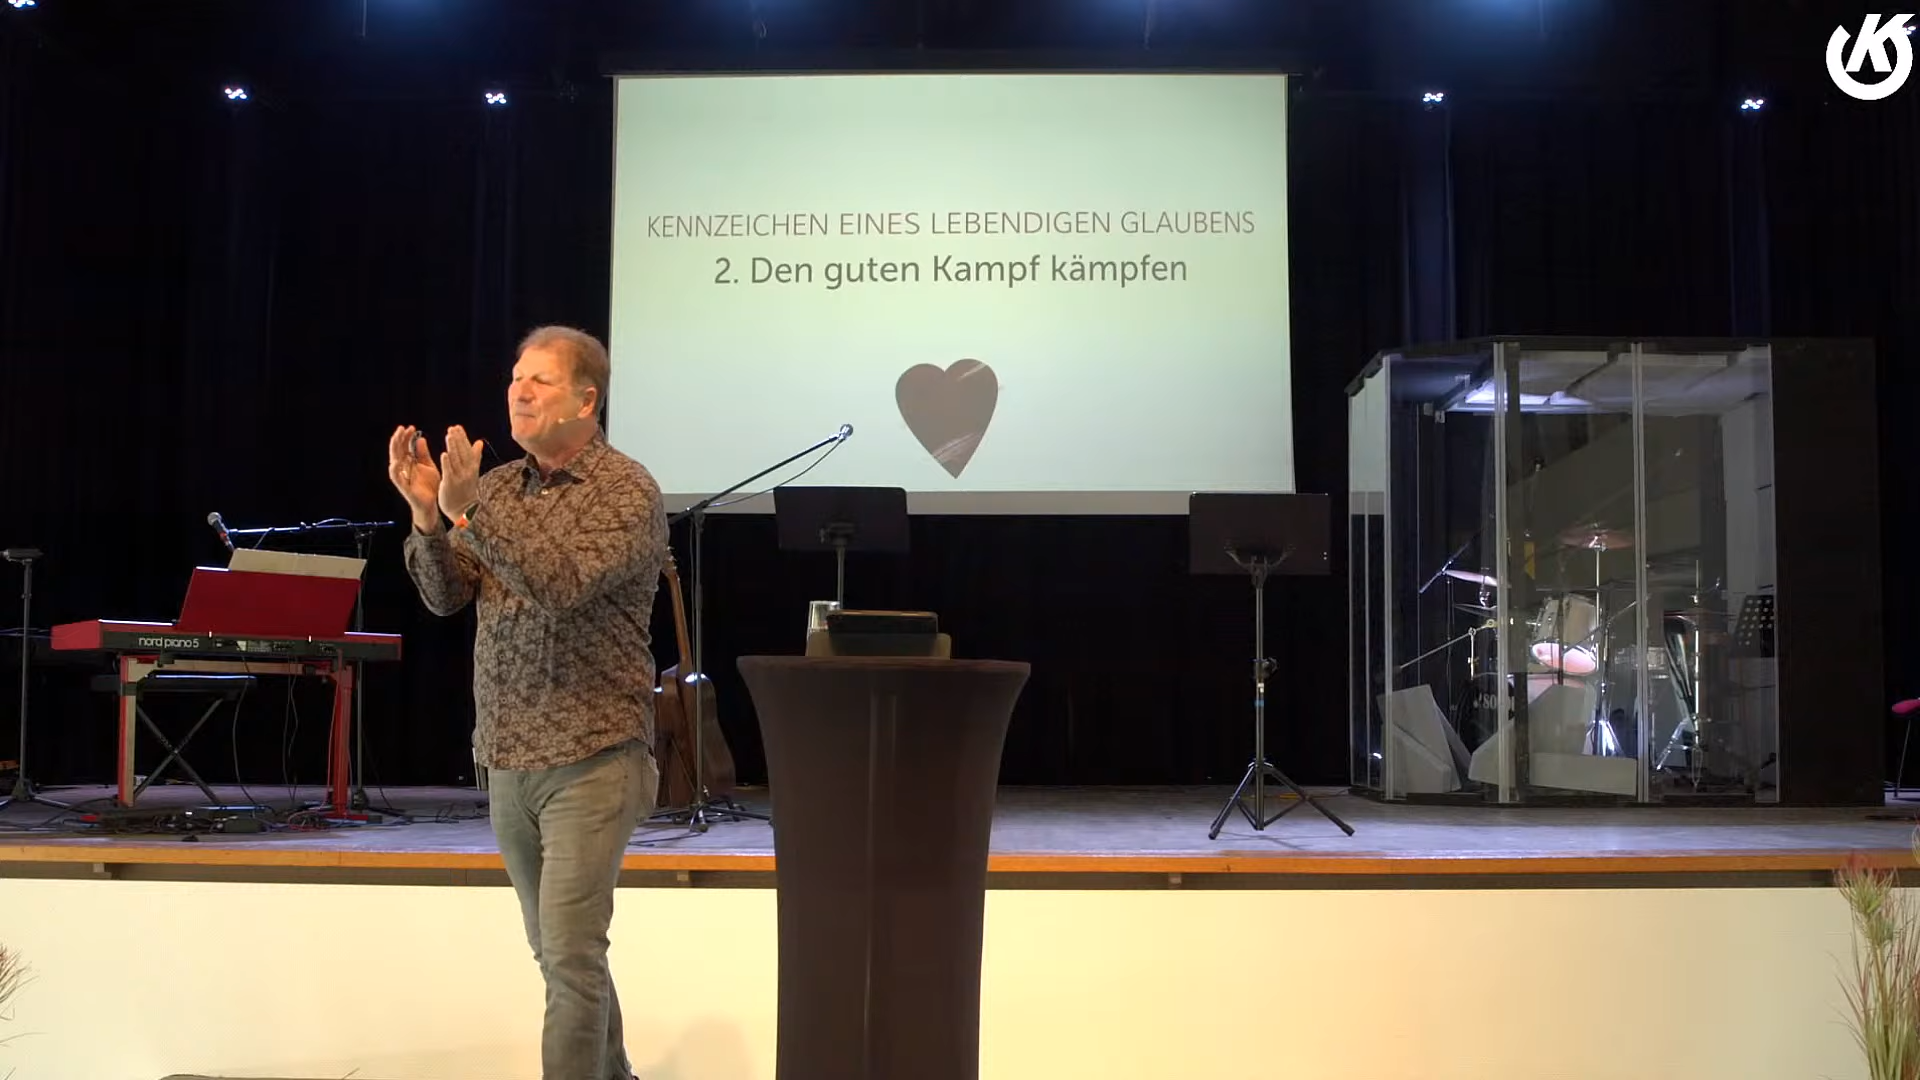 KENNZEICHEN EINES LEBENDIGEN GLAUBENS
2. Den guten Kampf kämpfen
nord piano 5